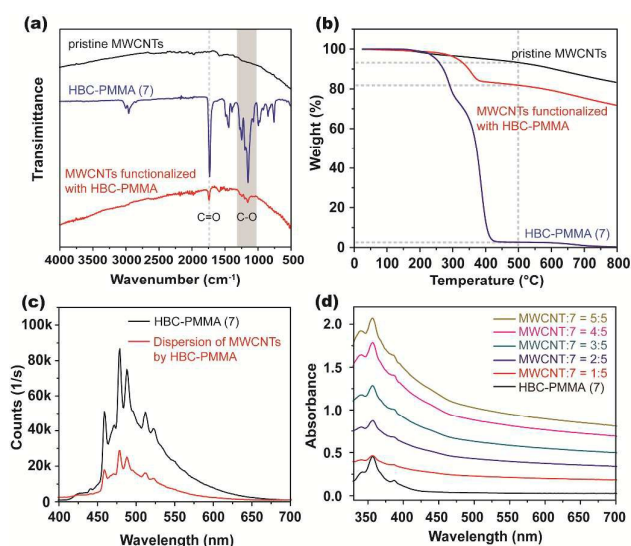 (a)
pristine MWCNTs
HBC-PMMA (7)
MWCNTs functionalized
with HBC-PMMA
C=O
C-O
Transimittance
4000 3500 3000 2500 2000 1500 1000 500
Wavenumber (cm⁻¹)
(b)
100
80
60
40
20
0
pristine MWCNTs
MWCNTs functionalized
with HBC-PMMA
HBC-PMMA (7)
Weight (%)
0 100 200 300 400 500 600 700 800
Temperature (°C)
(c)
HBC-PMMA (7)
Dispersion of MWCNTs
by HBC-PMMA
100k
80k
60k
40k
20k
0
Counts (1/s)
400 450 500 550 600 650 700
Wavelength (nm)
(d)
MWCNT:7 = 5:5
MWCNT:7 = 4:5
MWCNT:7 = 3:5
MWCNT:7 = 2:5
MWCNT:7 = 1:5
HBC-PMMA (7)
2.0
1.5
1.0
0.5
0.0
Absorbance
350 400 450 500 550 600 650 700
Wavelength (nm)